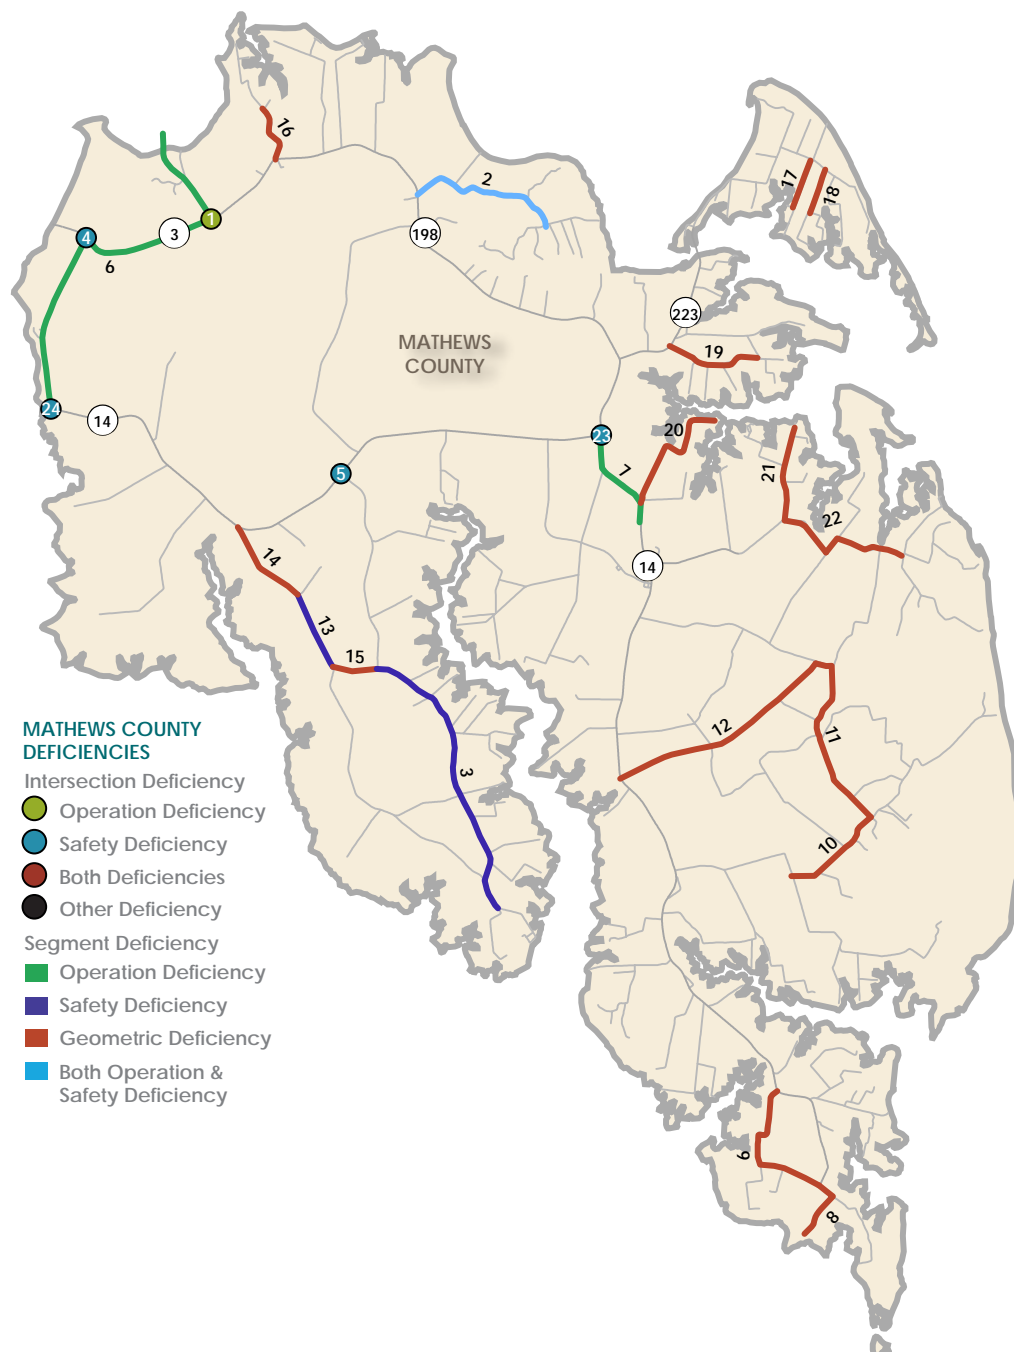 16
17
18
2
1
3
4
6
198
24
14
223
MATHEWS
COUNTY
19
20
23
7
21
22
5
14
14
13
15
3
12
11
10
9
8
MATHEWS COUNTY
DEFICIENCIES
Intersection Deficiency
Operation Deficiency
Safety Deficiency
Both Deficiencies
Other Deficiency
Segment Deficiency
Operation Deficiency
Safety Deficiency
Geometric Deficiency
Both Operation &
Safety Deficiency